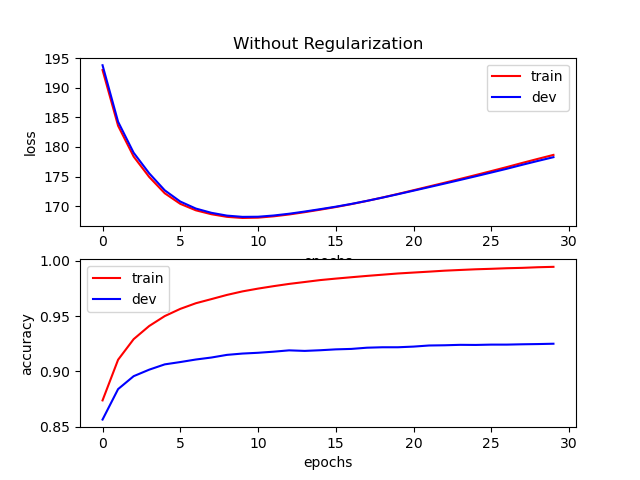 Without Regularization
195
190
185
180
175
170
loss
train
dev
0 5 10 15 20 25 30
epochs
1.00
0.95
0.90
0.85
accuracy
train
dev
0 5 10 15 20 25 30
epochs